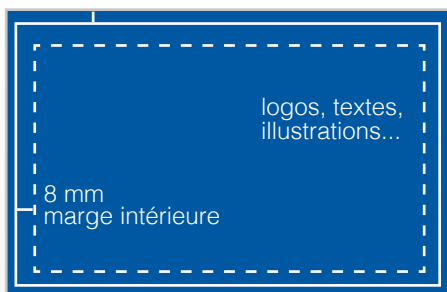 logos, textes,
illustrations...
8 mm
marge intérieure